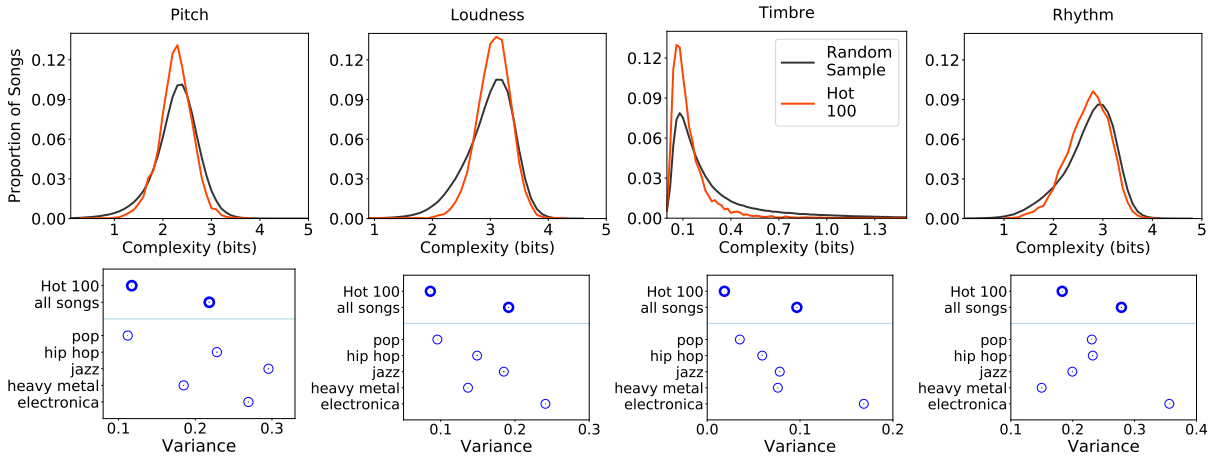 Pitch
Loudness
Timbre
Rhythm
Proportion of Songs
0.12
0.09
0.06
0.03
0.00
1 2 3 4 5
Complexity (bits)
0.12
0.09
0.06
0.03
0.00
1 2 3 4 5
Complexity (bits)
0.12
0.09
0.06
0.03
0.00
0.1 0.4 0.7 1.0 1.3
Complexity (bits)
Random
Sample
Hot
100
0.12
0.09
0.06
0.03
0.00
1 2 3 4 5
Complexity (bits)
Hot 100
all songs
pop
hip hop
jazz
heavy metal
electronica
0.1 0.2 0.3
Variance
Hot 100
all songs
pop
hip hop
jazz
heavy metal
electronica
0.1 0.2 0.3
Variance
Hot 100
all songs
pop
hip hop
jazz
heavy metal
electronica
0.0 0.1 0.2
Variance
Hot 100
all songs
pop
hip hop
jazz
heavy metal
electronica
0.1 0.2 0.3 0.4
Variance